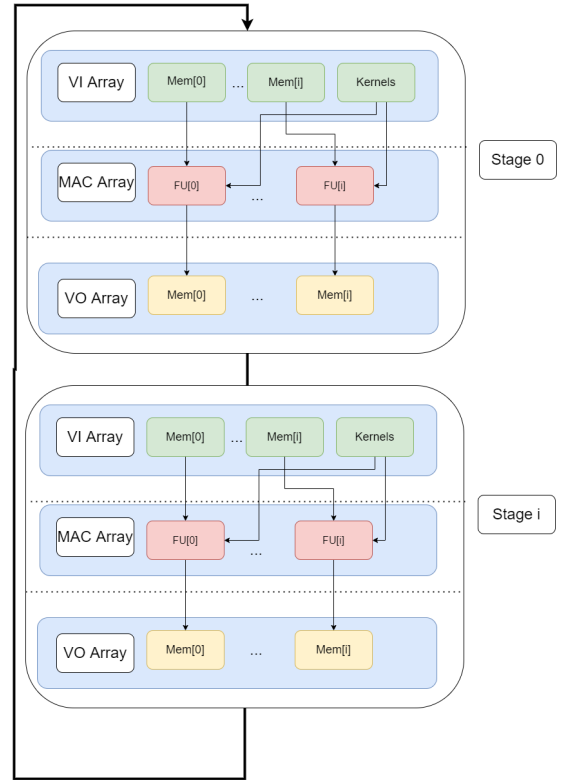 VI Array
Mem[0]
...
Mem[i]
Kernels
Stage 0
MAC Array
FU[0]
...
FU[i]
VO Array
Mem[0]
...
Mem[i]
VI Array
Mem[0]
...
Mem[i]
Kernels
Stage i
MAC Array
FU[0]
...
FU[i]
VO Array
Mem[0]
...
Mem[i]